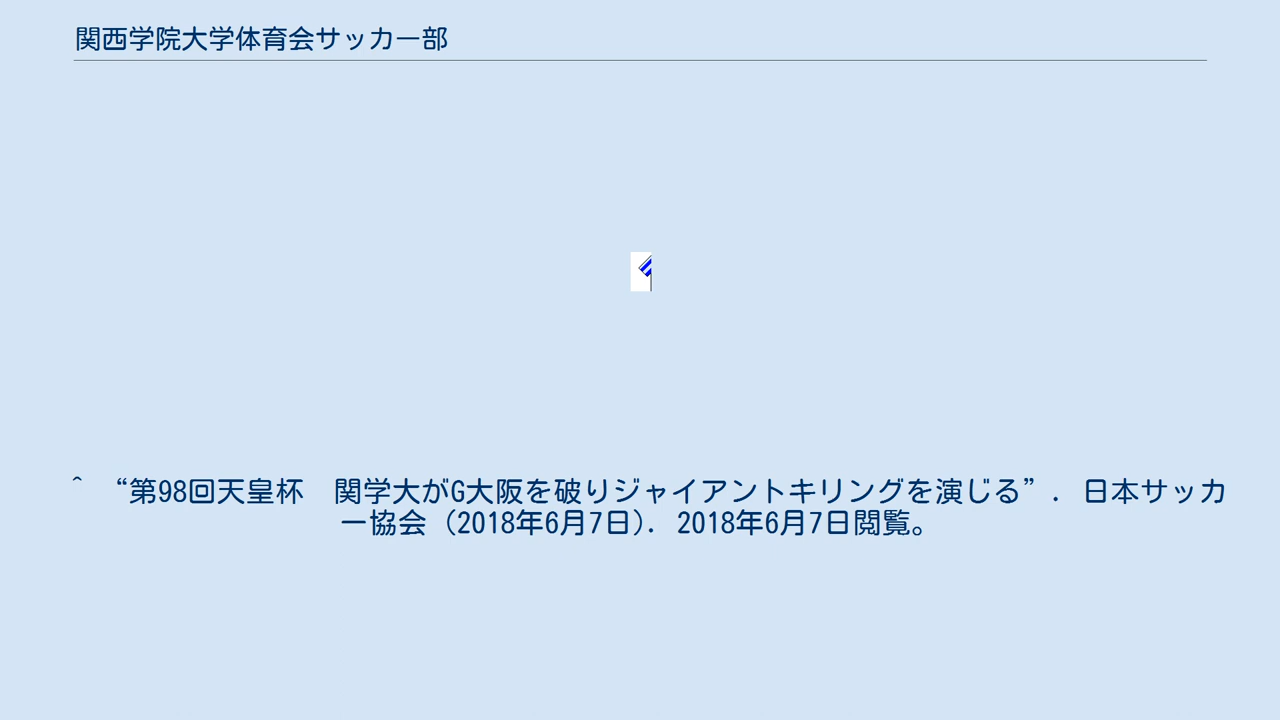 関西学院大学体育会サッカー部
^ “第98回天皇杯　関学大がG大阪を破りジャイアントキリングを演じる”. 日本サッカ
ー協会 (2018年6月7日). 2018年6月7日閲覧。